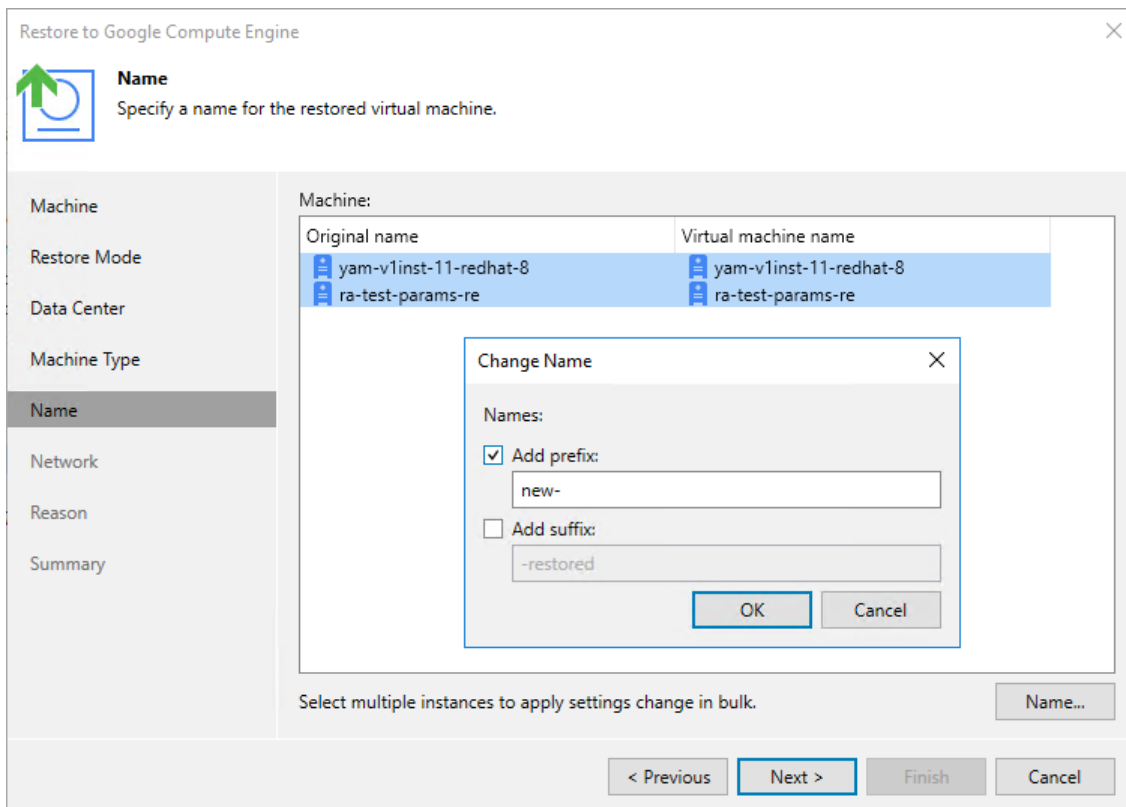 Restore to Google Compute Engine
Name
Specify a name for the restored virtual machine.
Machine
Restore Mode
Data Center
Machine Type
Name
Network
Reason
Summary
Machine:
Original name Virtual machine name
yam-v1inst-11-redhat-8 yam-v1inst-11-redhat-8
ra-test-params-re ra-test-params-re
Change Name
Names:
Add prefix:
new-
Add suffix:
-restored
OK Cancel
Select multiple instances to apply settings change in bulk. Name...
< Previous Next > Finish Cancel